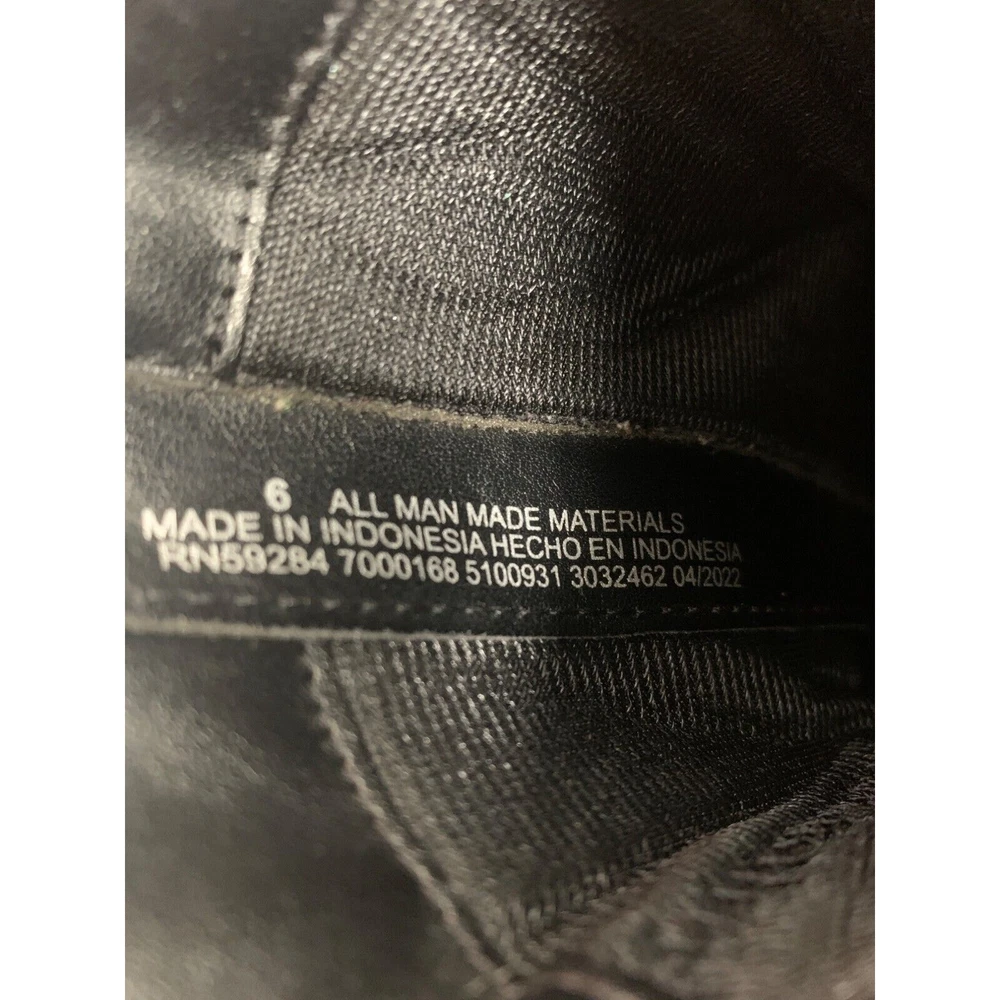 6 ALL MAN MADE MATERIALS
MADE IN INDONESIA HECHO EN INDONESIA
RN59284 7000168 5100931 3032462 04/2022